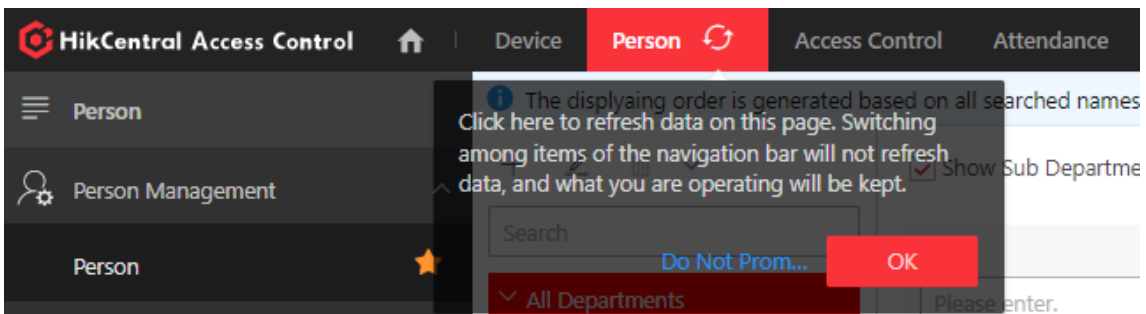 HikCentral Access Control
Device
Person
Access Control
Attendance
Person
The displyaing order is generated based on all searched names
Click here to refresh data on this page. Switching
among items of the navigation bar will not refresh
data, and what you are operating will be kept.
Show Sub Departme
Person Management
Search
Person
Do Not Prom...
OK
All Departments
Please enter.